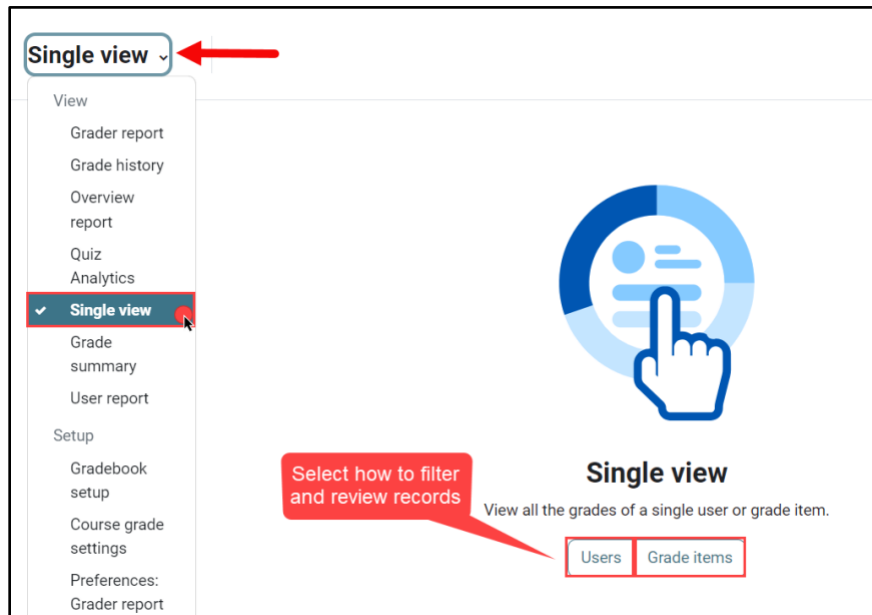 Single view
View
Grader report
Grade history
Overview
report
Quiz
Analytics
Single view
Grade
summary
User report
Setup
Gradebook
setup
Course grade
settings
Preferences:
Grader report
Select how to filter
and review records
Single view
View all the grades of a single user or grade item.
Users Grade items